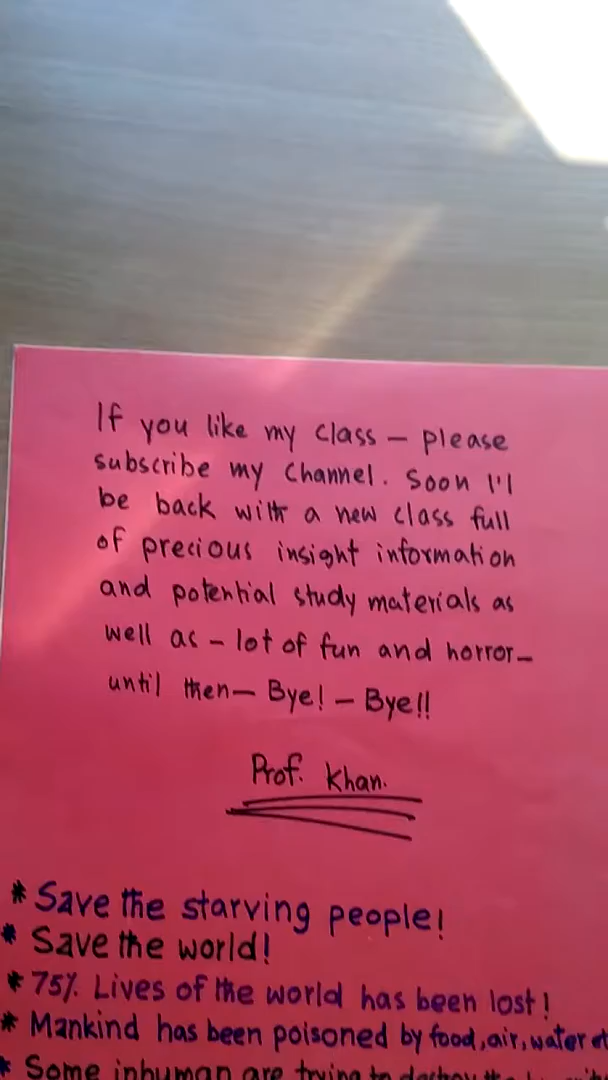 If you like my class – please
subscribe my channel. Soon I'll
be back with a new class full
of precious insight information
and potential study materials as
well as – lot of fun and horror –
until then – Bye! – Bye!!
Prof. Khan.
* Save the starving people!
* Save the world!
* 75% Lives of the world has been lost!
* Mankind has been poisoned by food, air, water et
* Some inhuman are trying to destroy the